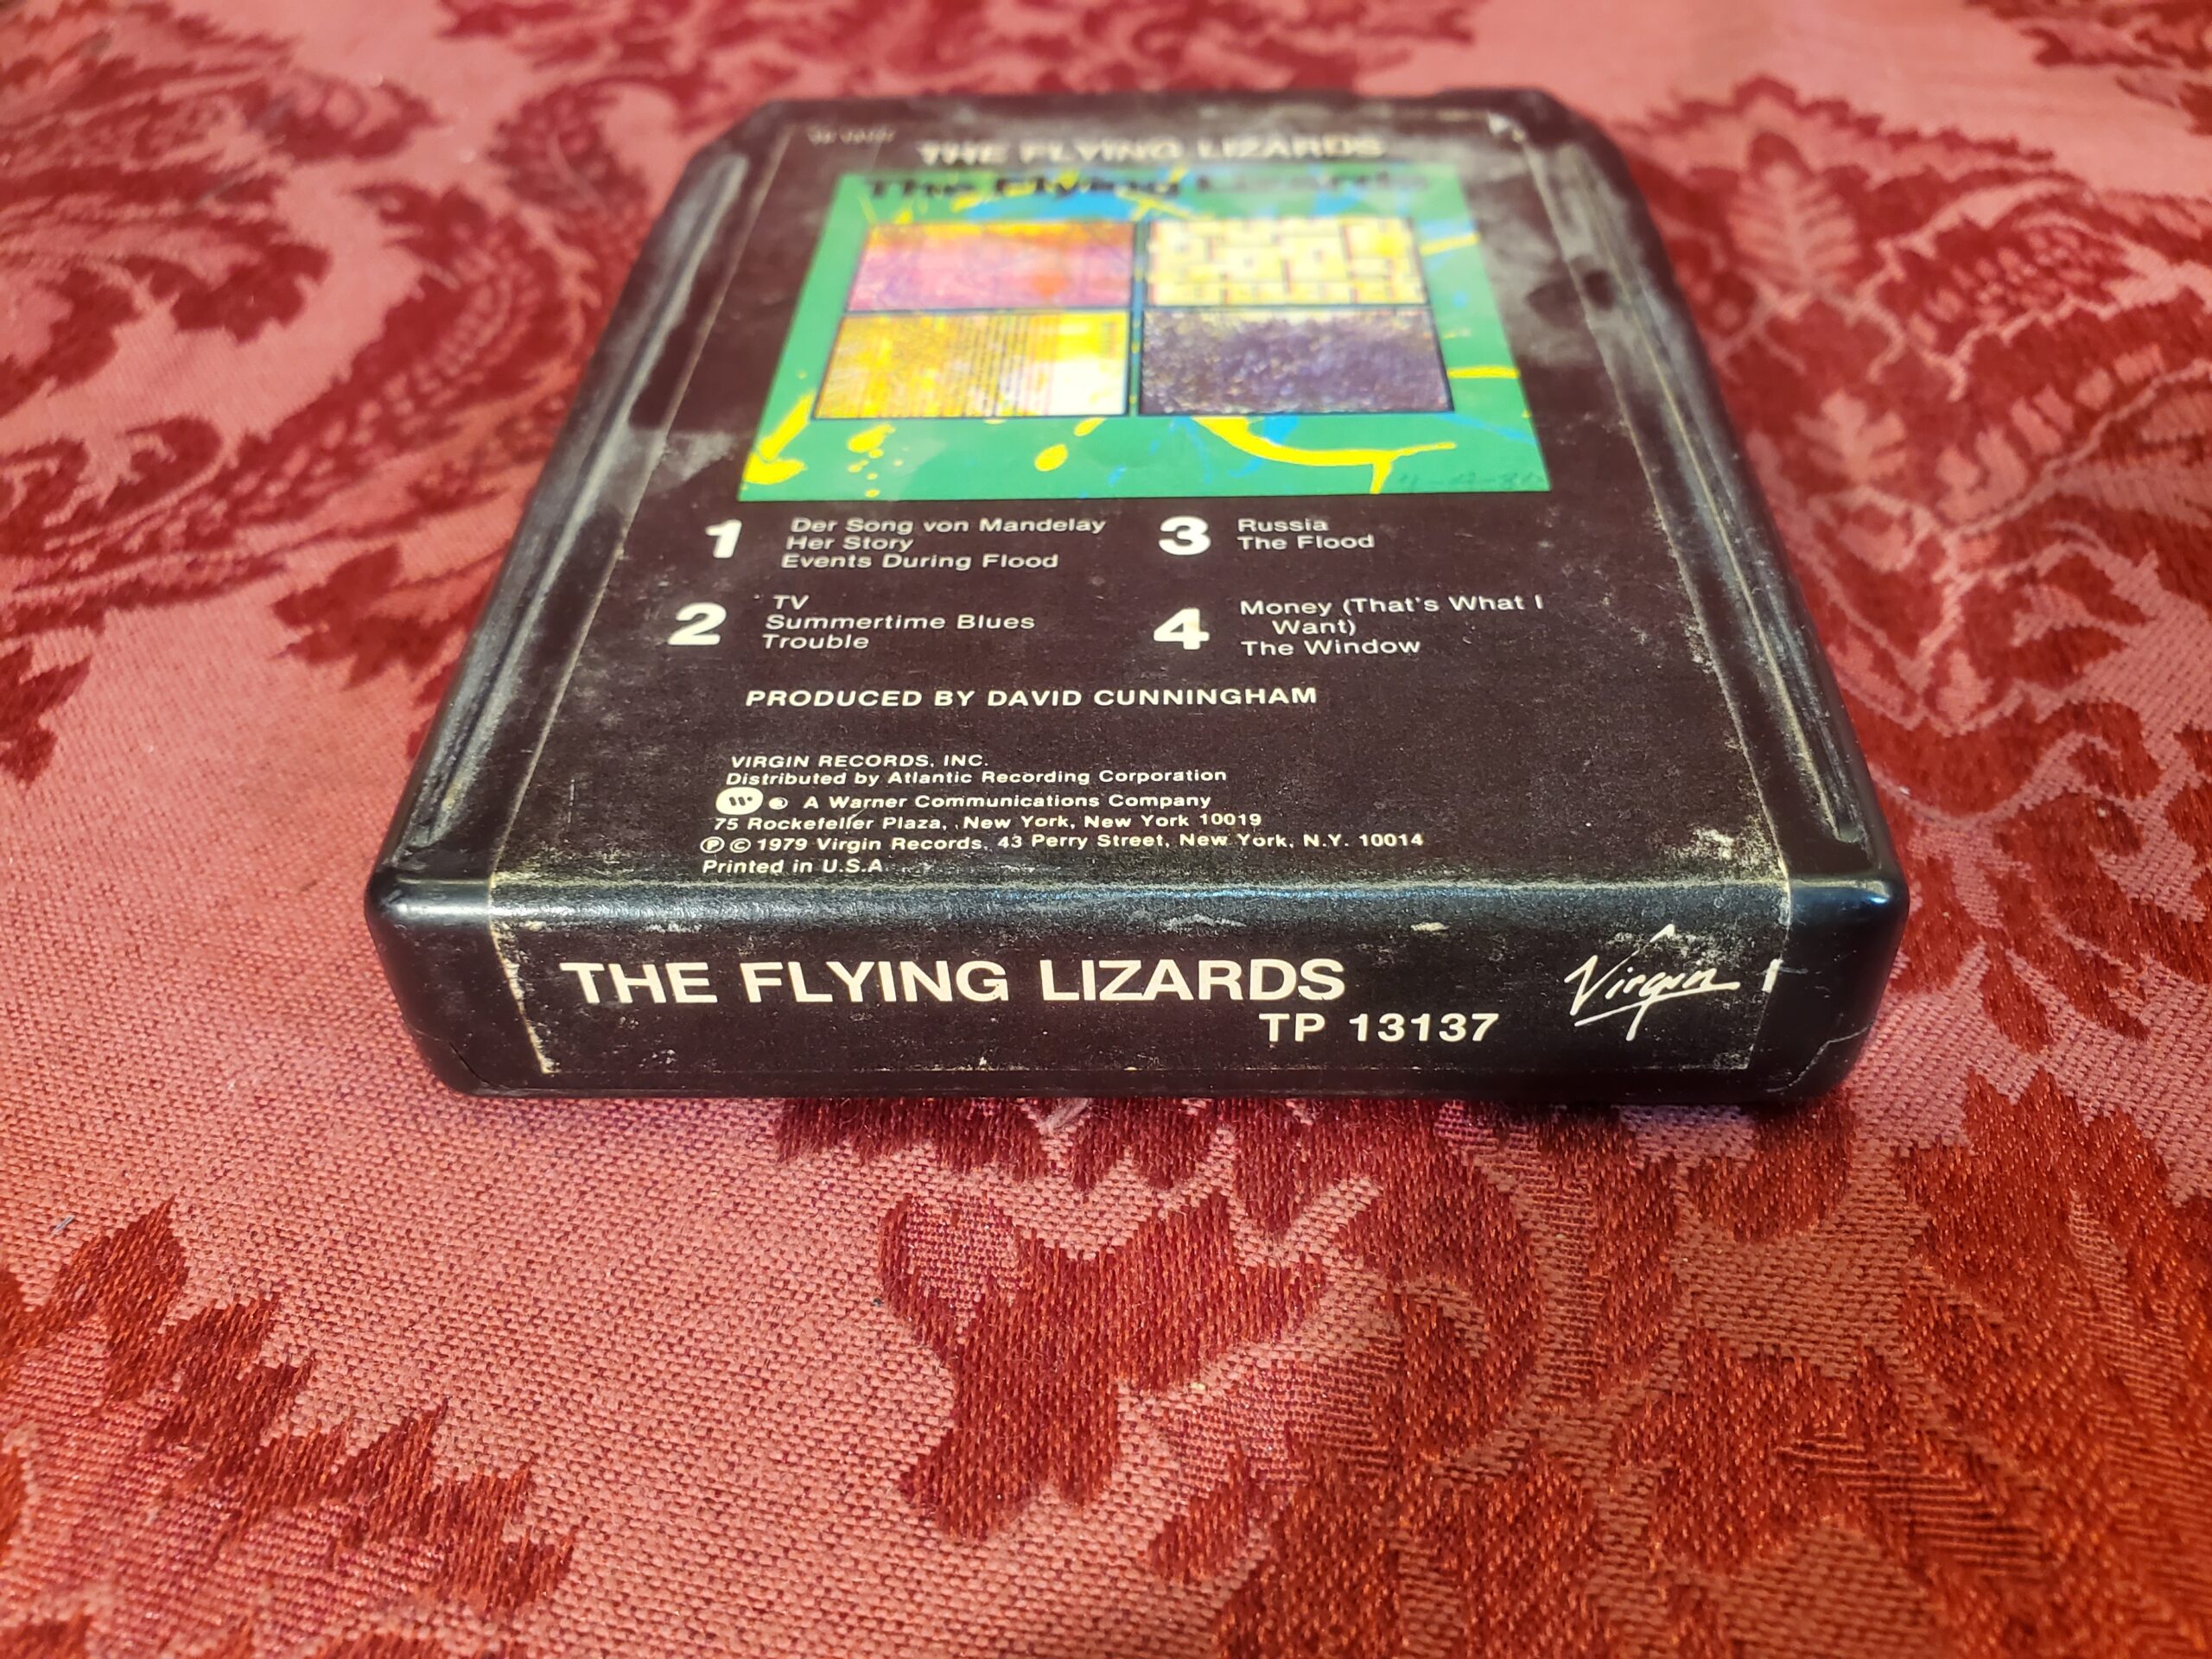 THE FLYING LIZARDS
The Flying Lizards
1
Der Song von Mandelay
Her Story
Events During Flood
2
TV
Summertime Blues
Trouble
3
Russia
The Flood
4
Money (That's What I
Want)
The Window
PRODUCED BY DAVID CUNNINGHAM
VIRGIN RECORDS, INC.
Distributed by Atlantic Recording Corporation
® A Warner Communications Company
75 Rockefeller Plaza, New York, New York 10019
℗ © 1979 Virgin Records, 43 Perry Street, New York, N.Y. 10014
Printed in U.S.A.
THE FLYING LIZARDS
TP 13137
Virgin